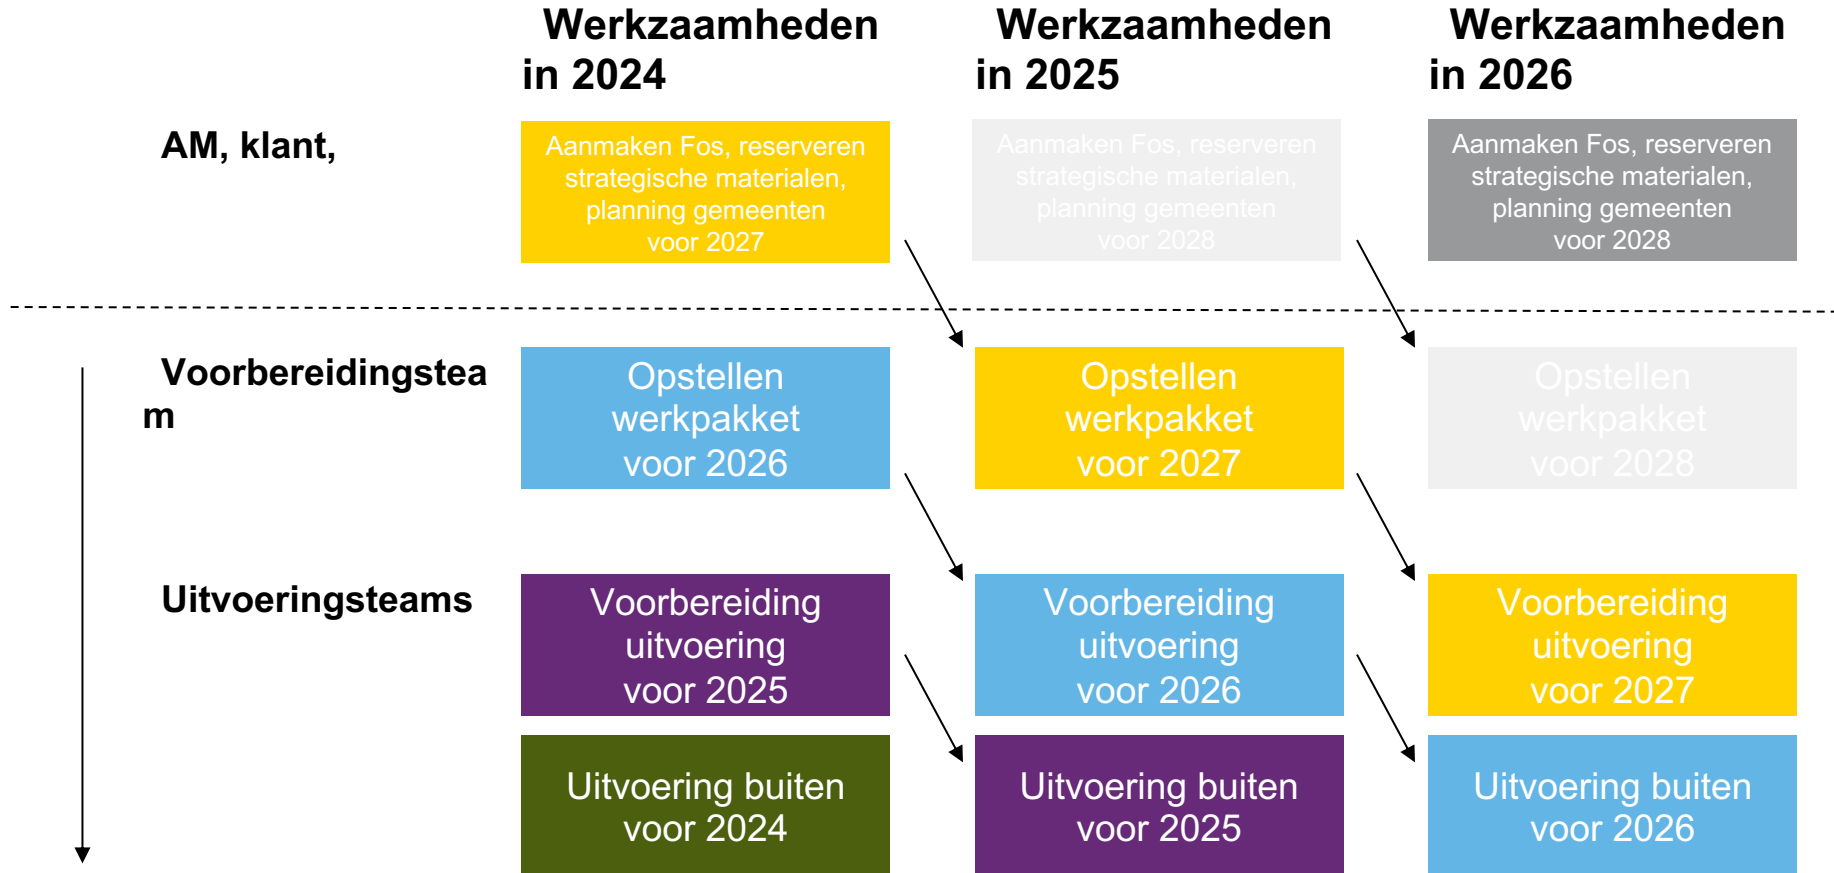 Werkzaamheden
in 2024
Werkzaamheden
in 2025
Werkzaamheden
in 2026
AM, klant,
Aanmaken Fos, reserveren
strategische materialen,
planning gemeenten
voor 2027
Aanmaken Fos, reserveren
strategische materialen,
planning gemeenten
voor 2028
Aanmaken Fos, reserveren
strategische materialen,
planning gemeenten
voor 2028
Voorbereidingstea
m
Opstellen
werkpakket
voor 2026
Opstellen
werkpakket
voor 2027
Opstellen
werkpakket
voor 2028
Uitvoeringsteams
Voorbereiding
uitvoering
voor 2025
Voorbereiding
uitvoering
voor 2026
Voorbereiding
uitvoering
voor 2027
Uitvoering buiten
voor 2024
Uitvoering buiten
voor 2025
Uitvoering buiten
voor 2026